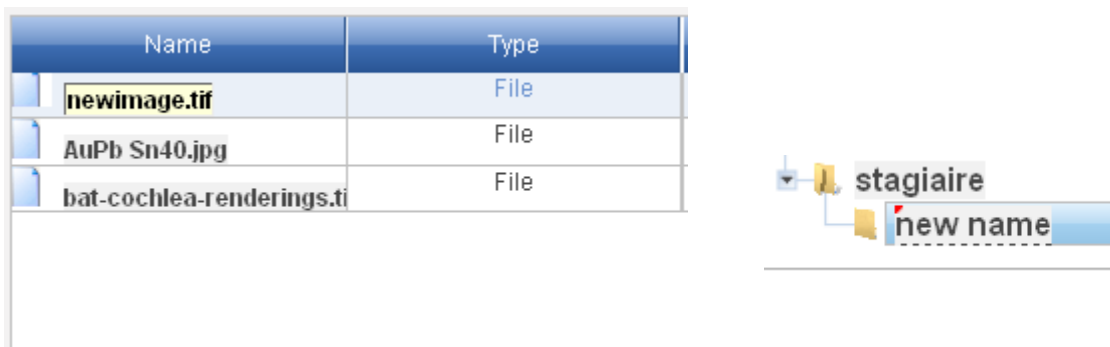 Name Type
newimage.tif File
AuPb Sn40.jpg File
bat-cochlea-renderings.ti File
stagiaire
new name